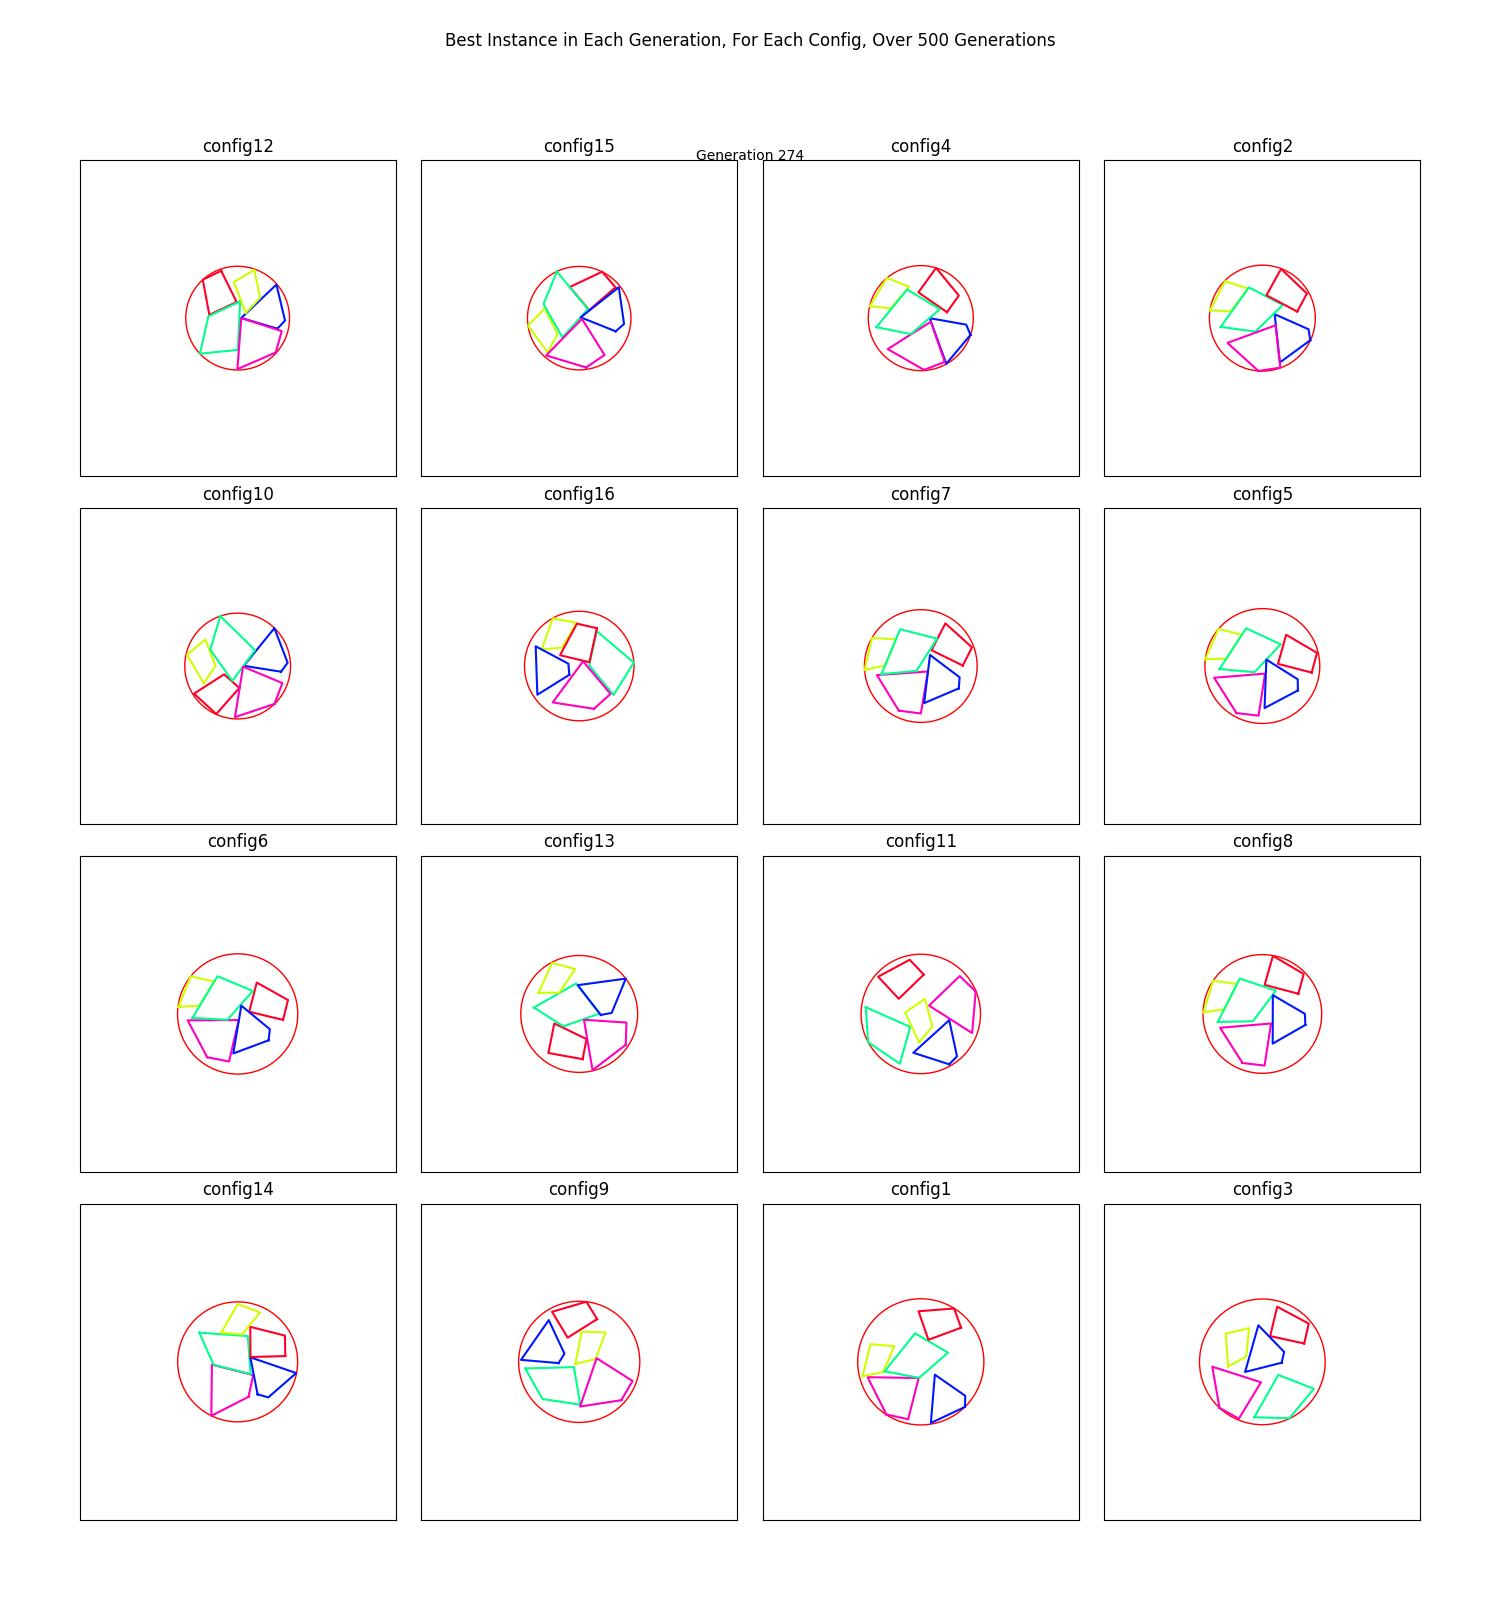 Best Instance in Each Generation, For Each Config, Over 500 Generations
config12
config15
config4
config2
Generation 274
config10
config16
config7
config5
config6
config13
config11
config8
config14
config9
config1
config3